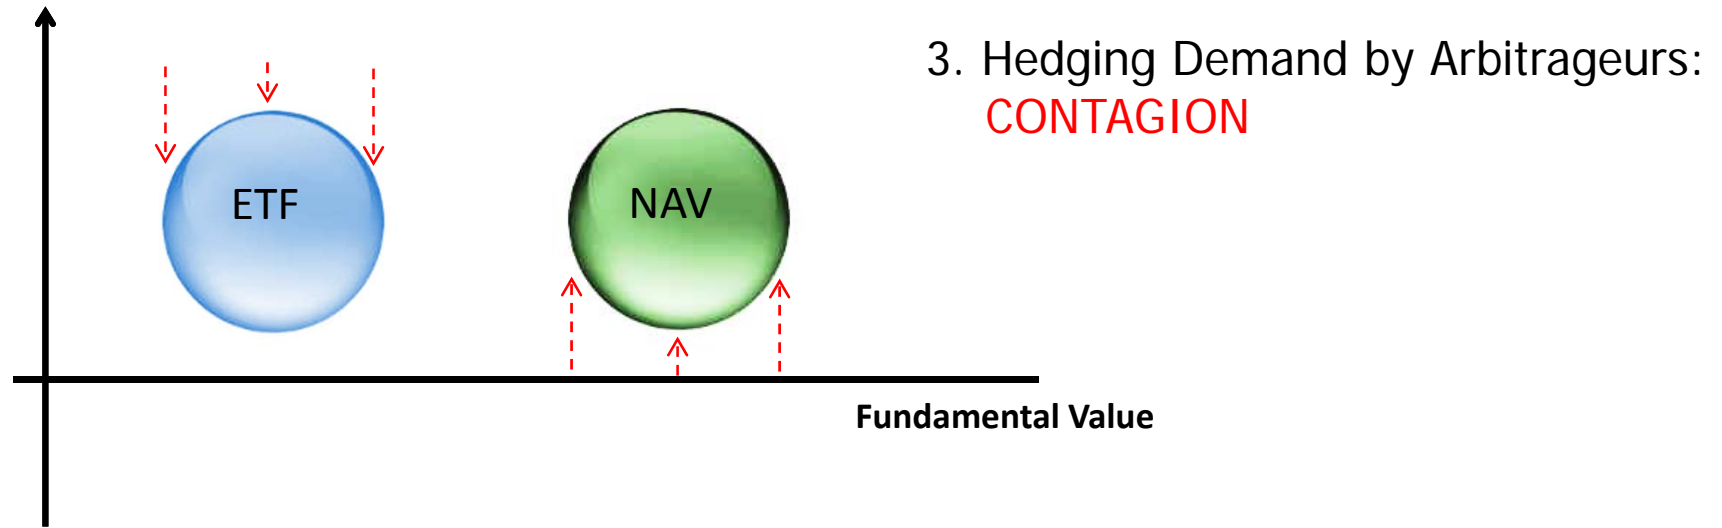 3. Hedging Demand by Arbitrageurs:
CONTAGION
ETF
NAV
Fundamental Value